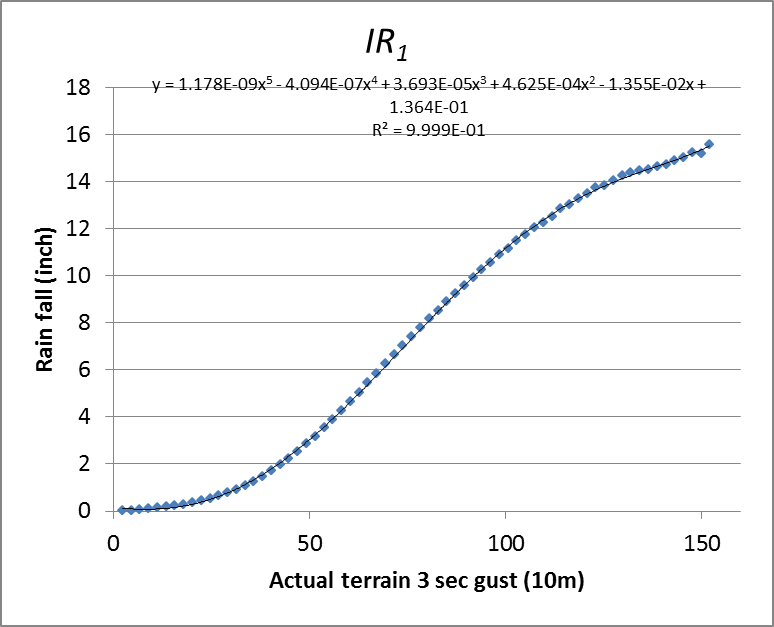 IR₁
y = 1.178E-09x⁵ - 4.094E-07x⁴ + 3.693E-05x³ + 4.625E-04x² - 1.355E-02x +
1.364E-01
R² = 9.999E-01
18
16
14
12
10
8
6
4
2
0
Rain fall (inch)
0 50 100 150
Actual terrain 3 sec gust (10m)